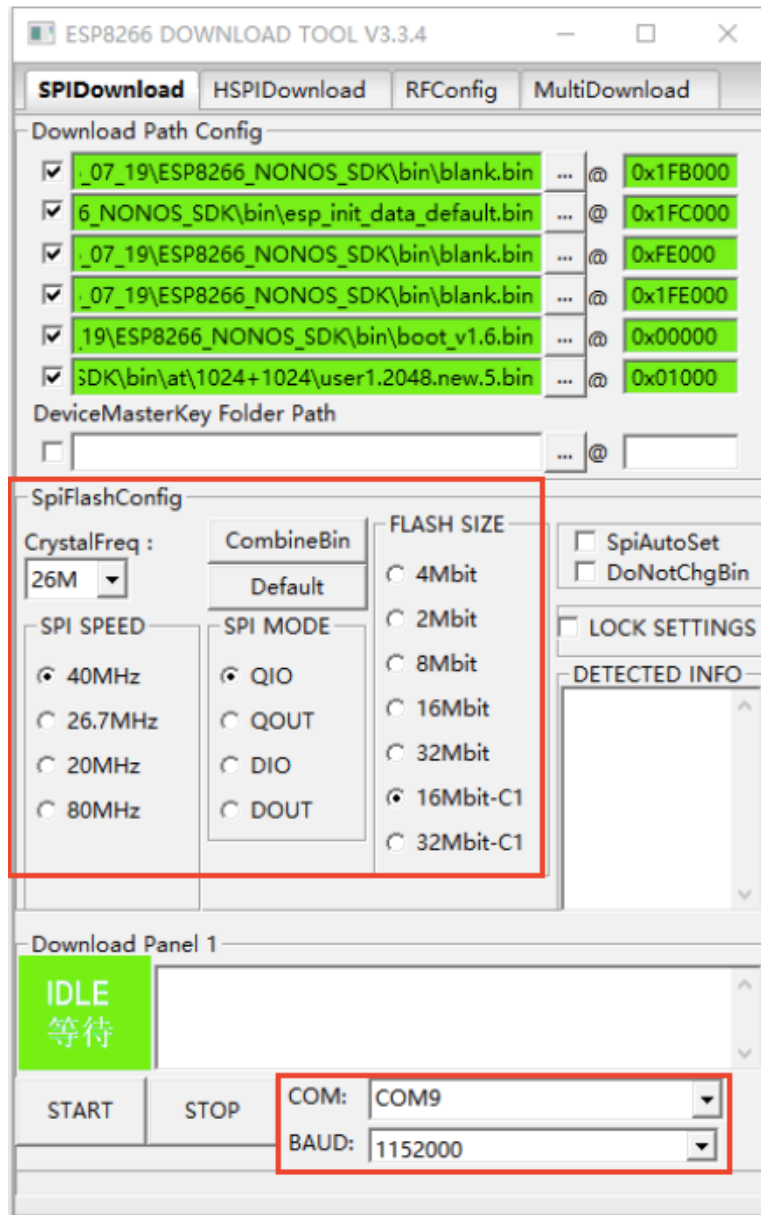 ESP8266 DOWNLOAD TOOL V3.3.4
SPIDownload HSPIDownload RFConfig MultiDownload
Download Path Config
_07_19\ESP8266_NONOS_SDK\bin\blank.bin ... @ 0x1FB000
6_NONOS_SDK\bin\esp_init_data_default.bin ... @ 0x1FC000
_07_19\ESP8266_NONOS_SDK\bin\blank.bin ... @ 0xFE000
_07_19\ESP8266_NONOS_SDK\bin\blank.bin ... @ 0x1FE000
19\ESP8266_NONOS_SDK\bin\boot_v1.6.bin ... @ 0x00000
SDK\bin\at\1024+1024\user1.2048.new.5.bin ... @ 0x01000
DeviceMasterKey Folder Path
... @
SpiFlashConfig
CrystalFreq :
26M
CombineBin
Default
SPI SPEED
40MHz
26.7MHz
20MHz
80MHz
SPI MODE
QIO
QOUT
DIO
DOUT
FLASH SIZE
4Mbit
2Mbit
8Mbit
16Mbit
32Mbit
16Mbit-C1
32Mbit-C1
SpiAutoSet
DoNotChgBin
LOCK SETTINGS
DETECTED INFO
Download Panel 1
IDLE
等待
START STOP
COM: COM9
BAUD: 1152000